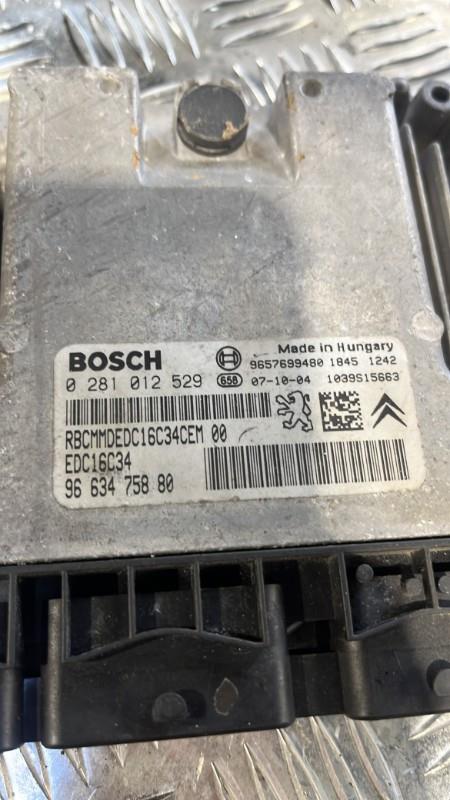 BOSCH
Made in Hungary
9657699480 1845 1242
0 281 012 529 658 07-10-04 1039S15663
RBCMMDEDC16C34CEM 00
EDC16C34
96 634 758 80